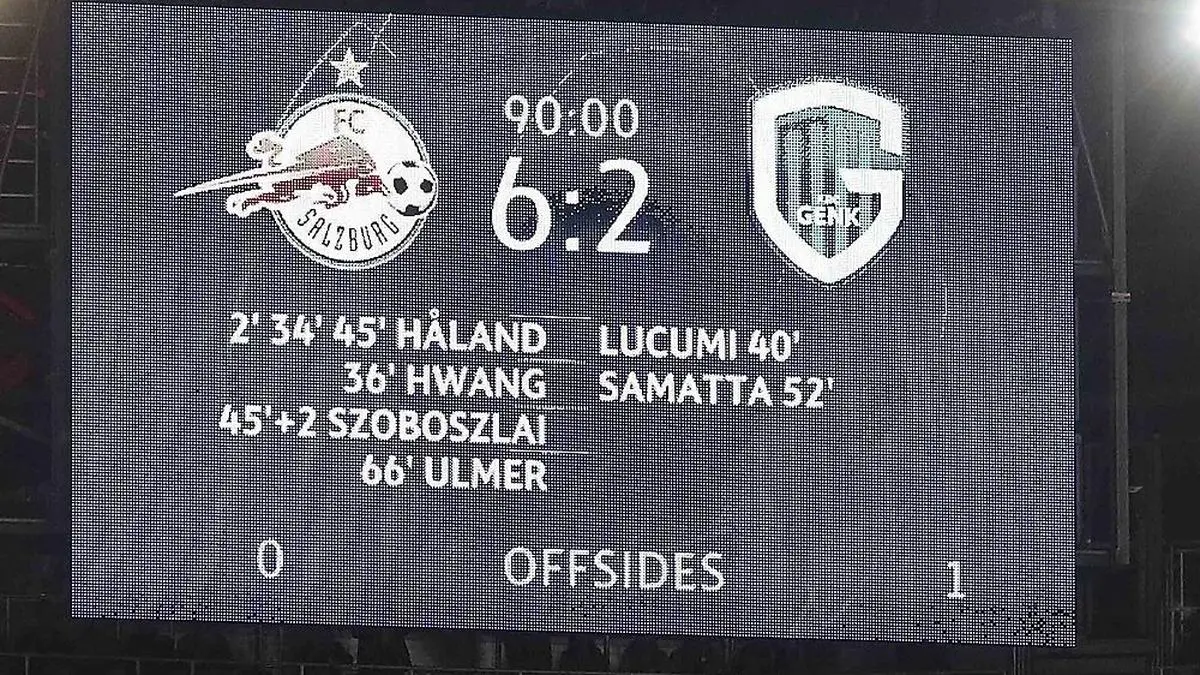 FC
SALZBURG
90:00
6:2
GENK
2' 34' 45' HÅLAND
36' HWANG
45'+2 SZOBOSZLAI
66' ULMER
LUCUMI 40'
SAMATTA 52'
0 OFFSIDES 1